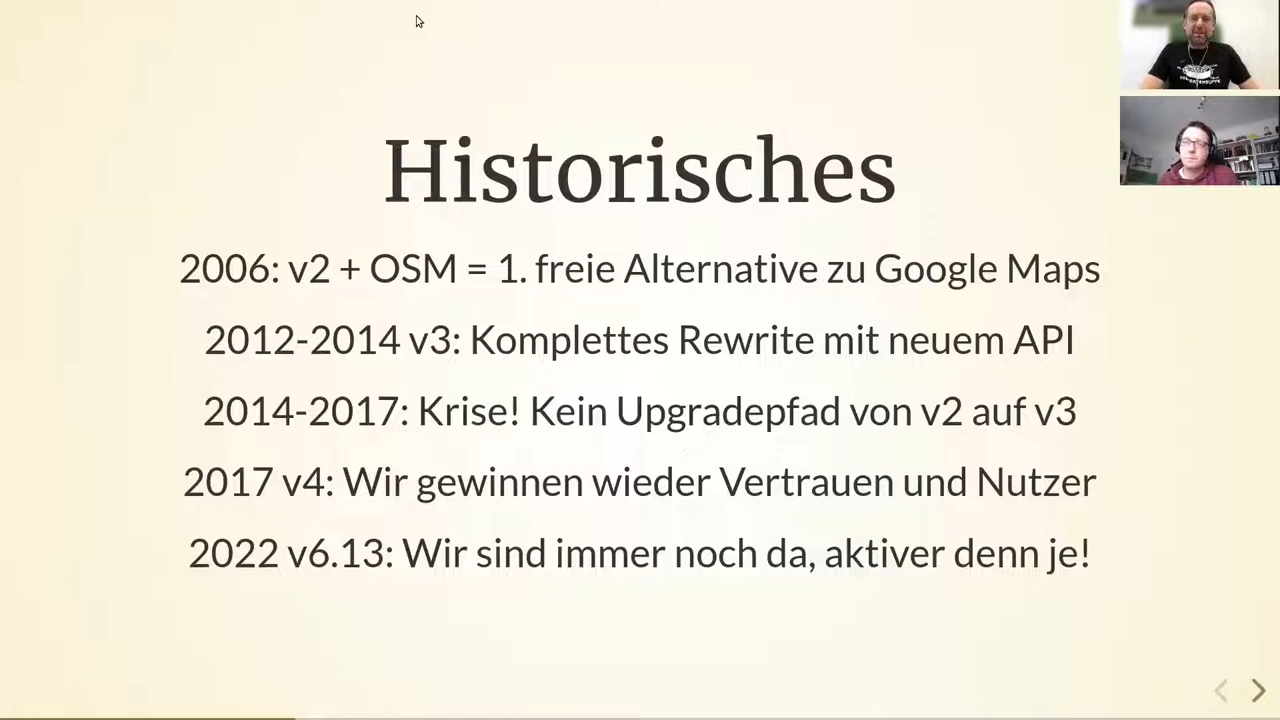 Historisches
2006: v2 + OSM = 1. freie Alternative zu Google Maps
2012-2014 v3: Komplettes Rewrite mit neuem API
2014-2017: Krise! Kein Upgradepfad von v2 auf v3
2017 v4: Wir gewinnen wieder Vertrauen und Nutzer
2022 v6.13: Wir sind immer noch da, aktiver denn je!